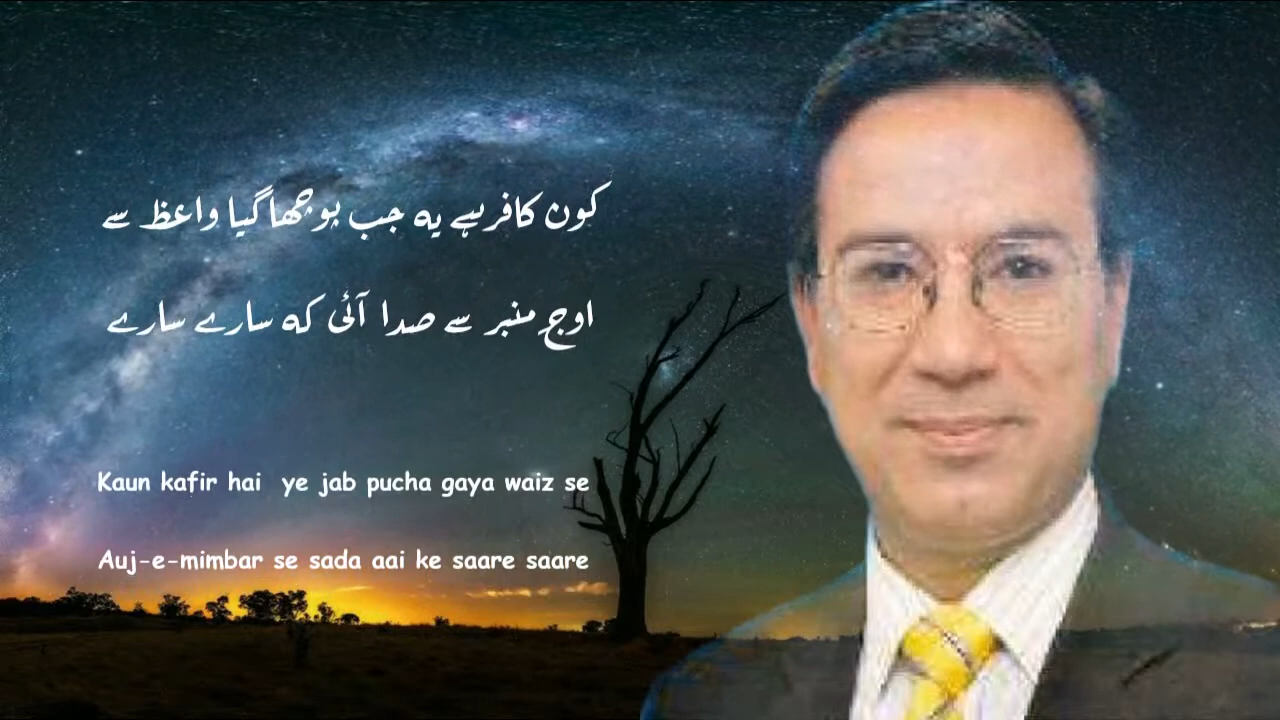 کون کافر ہے یہ جب پوچھا گیا واعظ سے
اوجِ منبر سے صدا آئی کہ سارے سارے
Kaun kafir hai ye jab pucha gaya waiz se
Auj-e-mimbar se sada aai ke saare saare